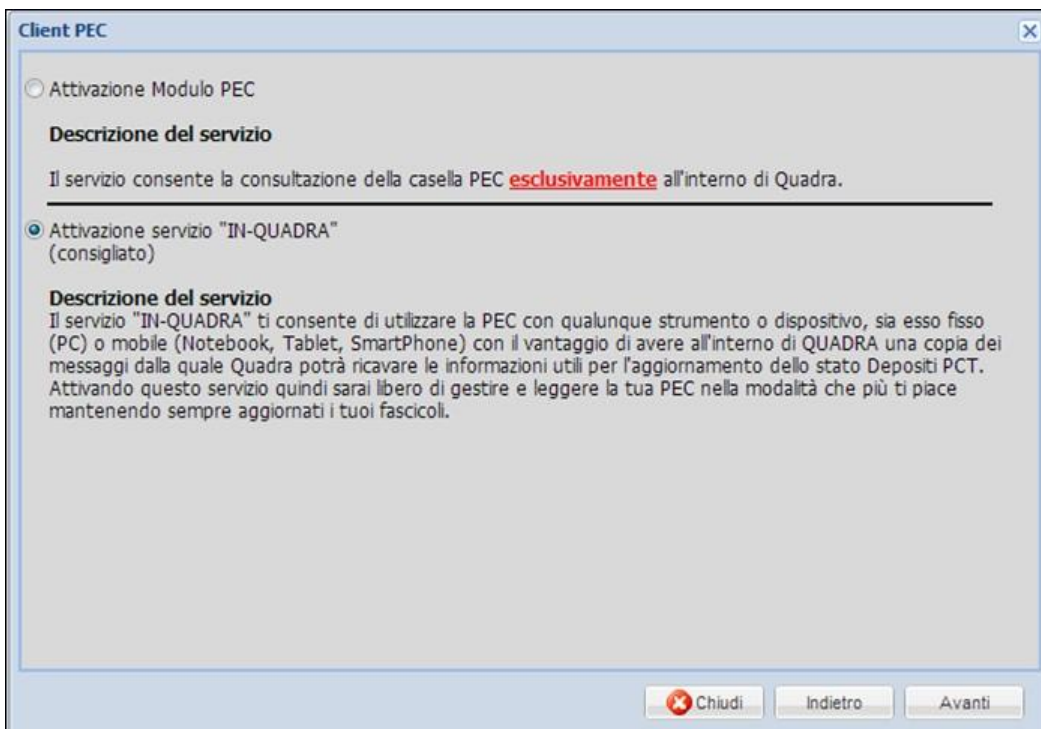 Client PEC
Attivazione Modulo PEC
Descrizione del servizio
Il servizio consente la consultazione della casella PEC esclusivamente all'interno di Quadra.
Attivazione servizio "IN-QUADRA"
(consigliato)
Descrizione del servizio
Il servizio "IN-QUADRA" ti consente di utilizzare la PEC con qualunque strumento o dispositivo, sia esso fisso
(PC) o mobile (Notebook, Tablet, SmartPhone) con il vantaggio di avere all'interno di QUADRA una copia dei
messaggi dalla quale Quadra potrà ricavare le informazioni utili per l'aggiornamento dello stato Depositi PCT.
Attivando questo servizio quindi sarai libero di gestire e leggere la tua PEC nella modalità che più ti piace
mantenendo sempre aggiornati i tuoi fascicoli.
Chiudi Indietro Avanti